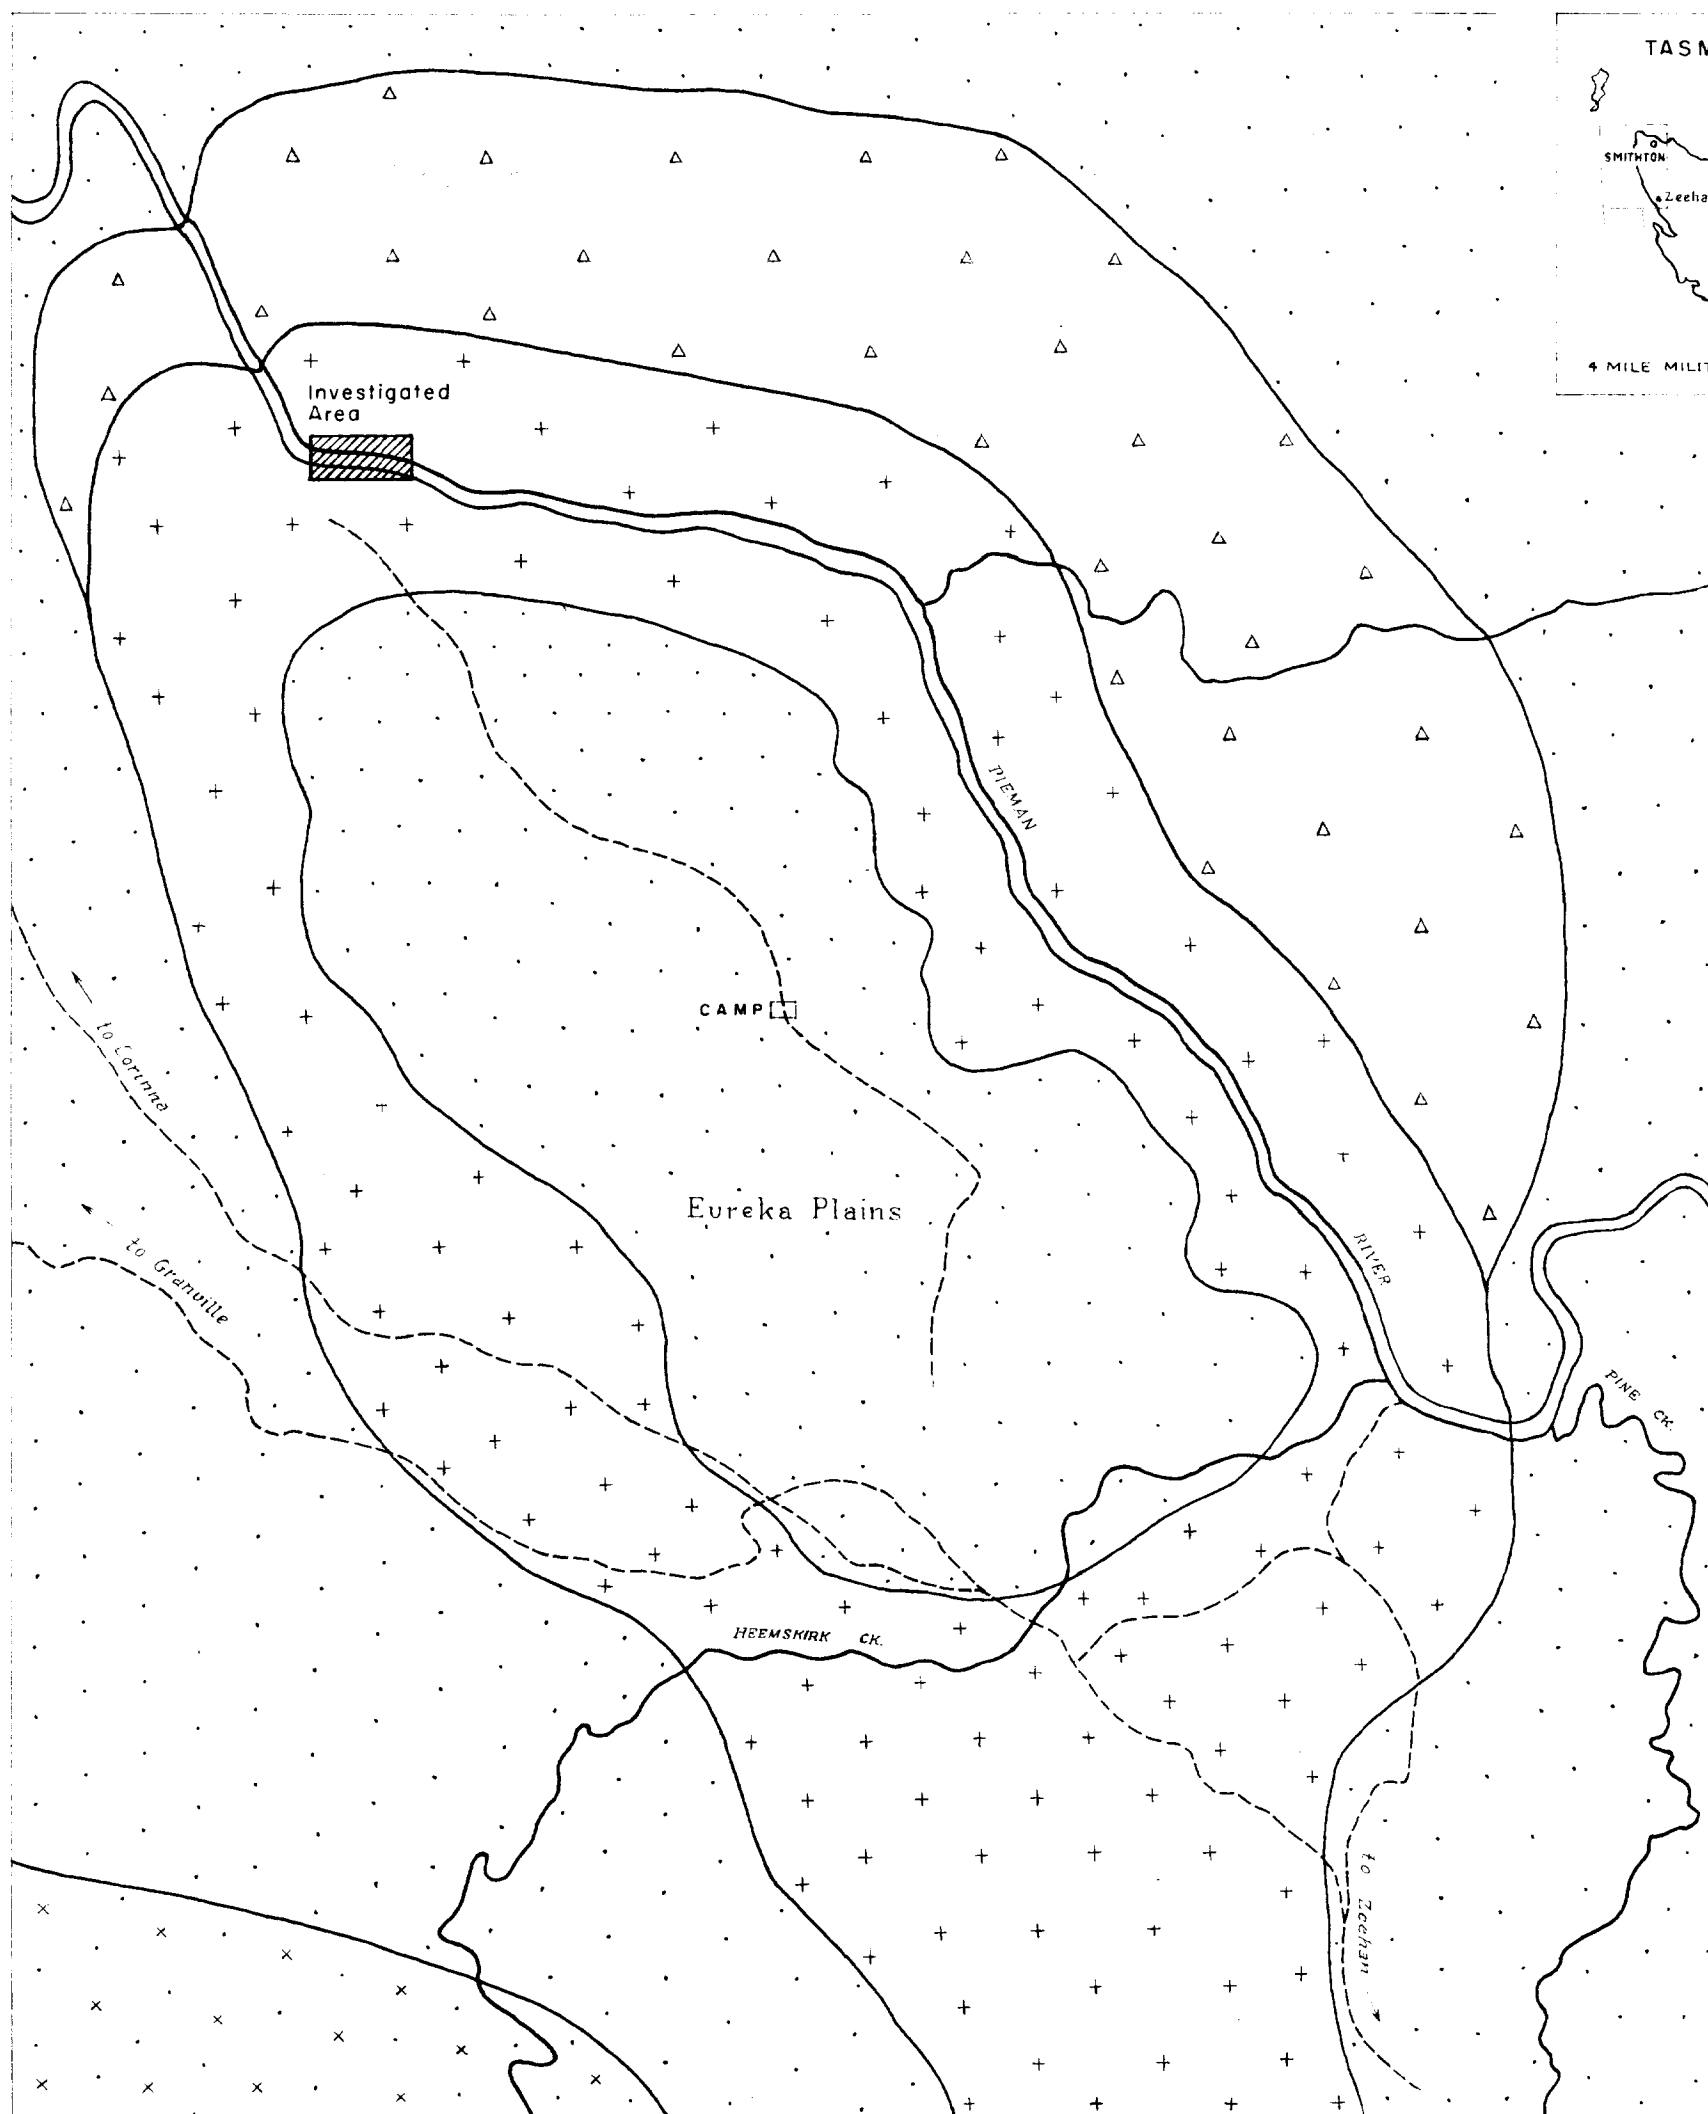 TASM
SMITHTON
Zeeha
4 MILE MILIT
Investigated
Area
PIEMAN
CAMP
to Corinna
Eureka Plains
to Granville
RIVER
PINE CK.
HEEMSKIRK CK.
to Zeehan